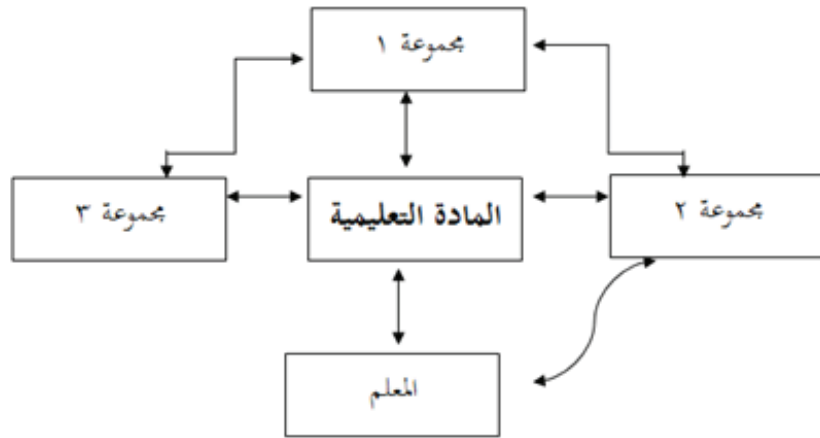 مجموعة ١
مجموعة ٢
المادة التعليمية
مجموعة ٣
المعلم